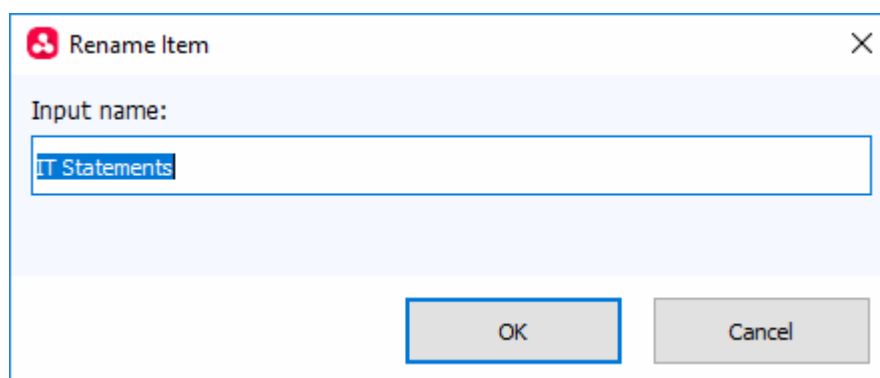 Rename Item
Input name:
IT Statements
OK
Cancel